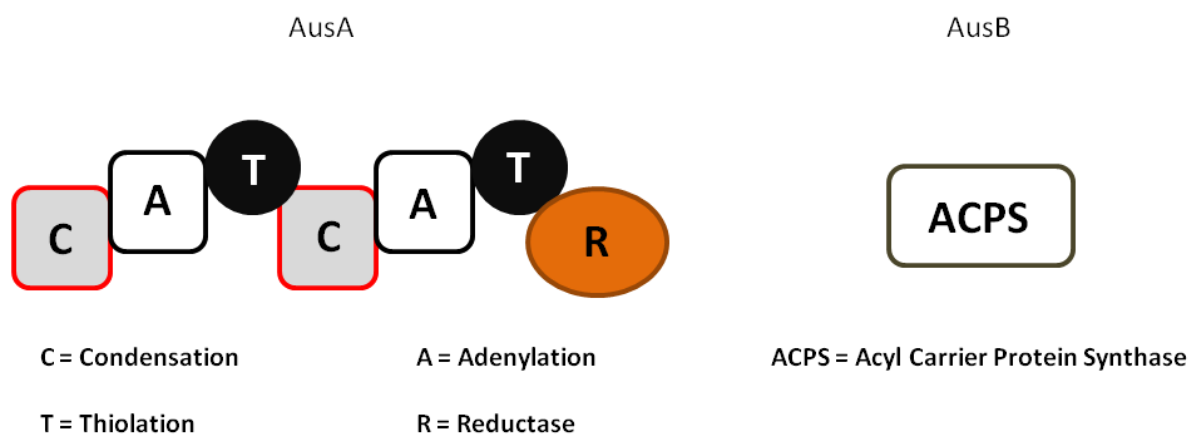 AusA AusB
C A T C A T R
ACPS
C = Condensation A = Adenylation ACPS = Acyl Carrier Protein Synthase
T = Thiolation R = Reductase